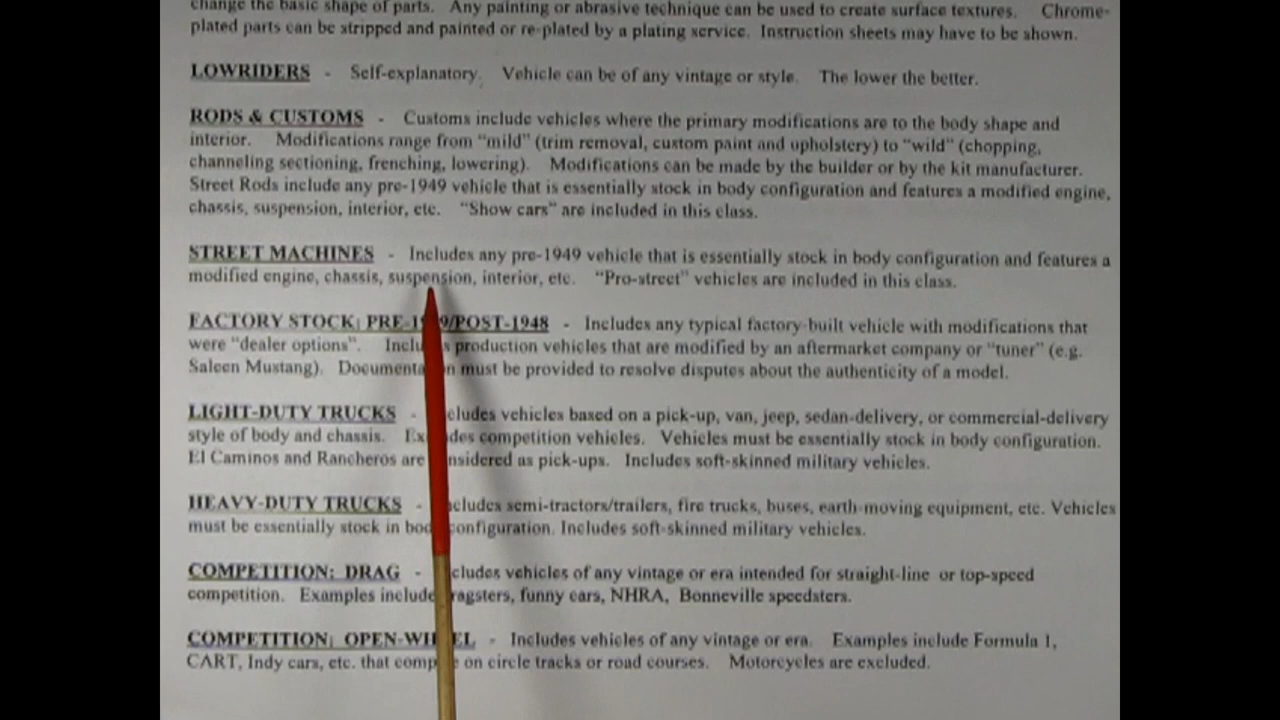 change the basic shape of parts. Any painting or abrasive technique can be used to create surface textures. Chrome-
plated parts can be stripped and painted or re-plated by a plating service. Instruction sheets may have to be shown.
LOWRIDERS - Self-explanatory. Vehicle can be of any vintage or style. The lower the better.
RODS & CUSTOMS - Customs include vehicles where the primary modifications are to the body shape and
interior. Modifications range from "mild" (trim removal, custom paint and upholstery) to "wild" (chopping,
channeling sectioning, frenching, lowering). Modifications can be made by the builder or by the kit manufacturer.
Street Rods include any pre-1949 vehicle that is essentially stock in body configuration and features a modified engine,
chassis, suspension, interior, etc. "Show cars" are included in this class.
STREET MACHINES - Includes any pre-1949 vehicle that is essentially stock in body configuration and features a
modified engine, chassis, suspension, interior, etc. "Pro-street" vehicles are included in this class.
FACTORY STOCK: PRE-1949/POST-1948 - Includes any typical factory-built vehicle with modifications that
were "dealer options". Includes production vehicles that are modified by an aftermarket company or "tuner" (e.g.
Saleen Mustang). Documentation must be provided to resolve disputes about the authenticity of a model.
LIGHT-DUTY TRUCKS - Includes vehicles based on a pick-up, van, jeep, sedan-delivery, or commercial-delivery
style of body and chassis. Excludes competition vehicles. Vehicles must be essentially stock in body configuration.
El Caminos and Rancheros are considered as pick-ups. Includes soft-skinned military vehicles.
HEAVY-DUTY TRUCKS - Includes semi-tractors/trailers, fire trucks, buses, earth-moving equipment, etc. Vehicles
must be essentially stock in body configuration. Includes soft-skinned military vehicles.
COMPETITION: DRAG - Includes vehicles of any vintage or era intended for straight-line or top-speed
competition. Examples include dragsters, funny cars, NHRA, Bonneville speedsters.
COMPETITION: OPEN-WHEEL - Includes vehicles of any vintage or era. Examples include Formula 1,
CART, Indy cars, etc. that compete on circle tracks or road courses. Motorcycles are excluded.